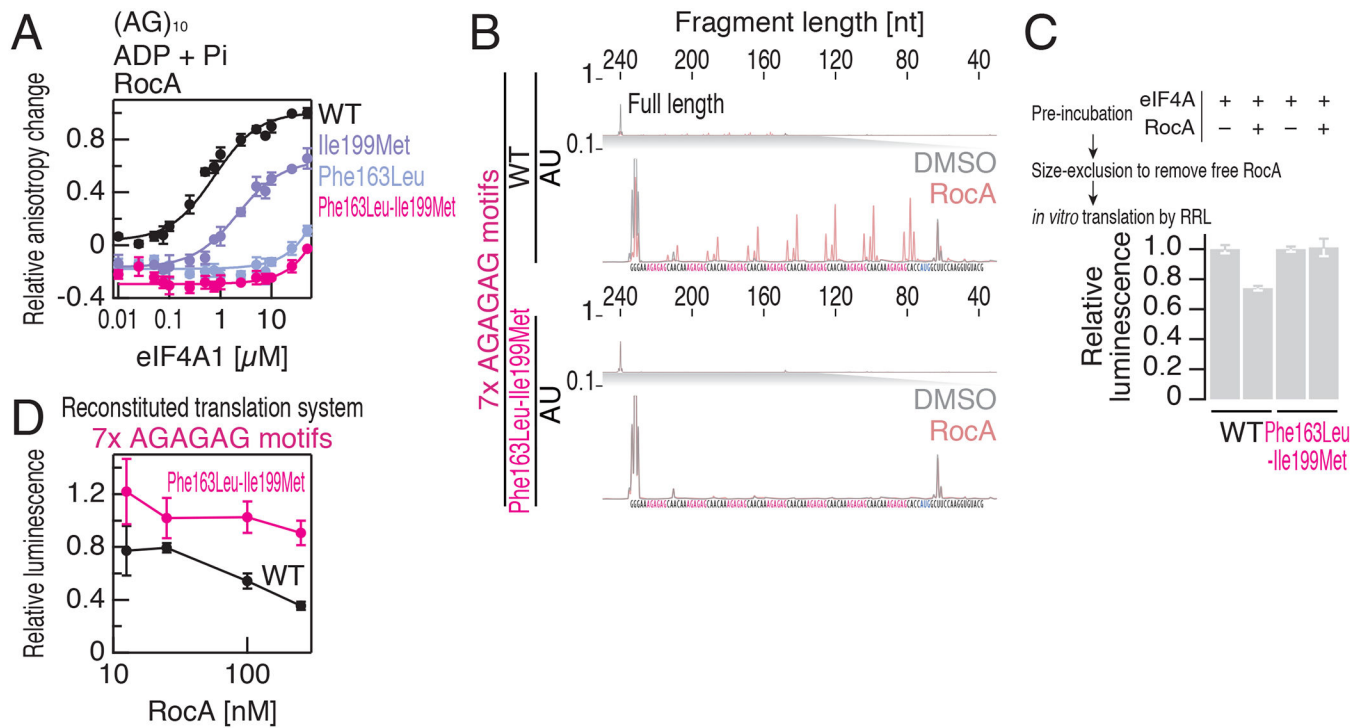 A
(AG)10
ADP + Pi
RocA
WT
Ile199Met
Phe163Leu
Phe163Leu-Ile199Met
Relative anisotropy change
0.8
0.4
0
-0.4
0.01 0.1 1 10
eIF4A1 [µM]
B
Fragment length [nt]
240 200 160 120 80 40
1
Full length
0.1
DMSO
RocA
7x AGAGAG motifs
WT
AU
GGGAAAGAGAGCAACAAAGAGAGCAACAAAGAGAGCAACAAAGAGAGCAACAAAGAGAGCAACAAAGAGAGCAACAAAGAGAGCACCAUGGCUUCCAAGGUGUACG
240 200 160 120 80 40
1
0.1
DMSO
RocA
Phe163Leu-Ile199Met
AU
GGGAAAGAGAGCAACAAAGAGAGCAACAAAGAGAGCAACAAAGAGAGCAACAAAGAGAGCAACAAAGAGAGCAACAAAGAGAGCACCAUGGCUUCCAAGGUGUACG
C
Pre-incubation
eIF4A + + + +
RocA − + − +
Size-exclusion to remove free RocA
in vitro translation by RRL
Relative
luminescence
1.0
0.8
0.6
0.4
0.2
0
WT
Phe163Leu
-Ile199Met
D
Reconstituted translation system
7x AGAGAG motifs
Phe163Leu-Ile199Met
WT
Relative luminescence
1.2
0.8
0.4
0
10 100
RocA [nM]